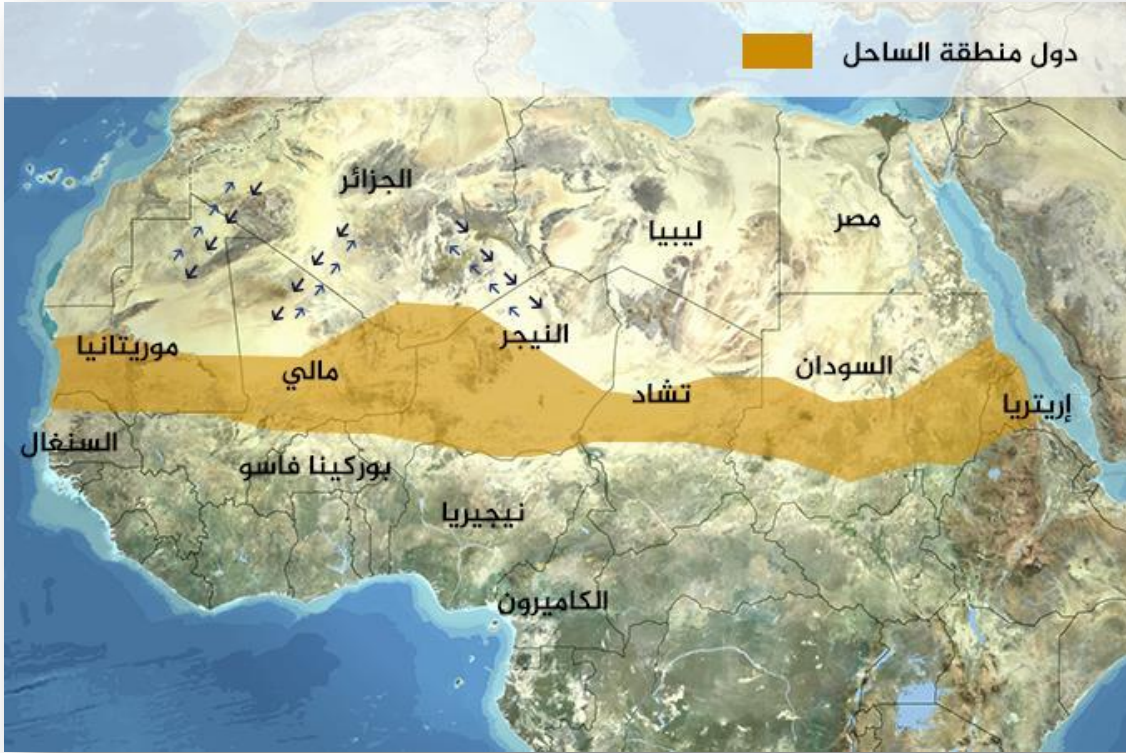 دول منطقة الساحل
الجزائر
ليبيا
مصر
موريتانيا
مالي
النيجر
تشاد
السودان
إريتريا
السنغال
بوركينا فاسو
نيجيريا
الكاميرون